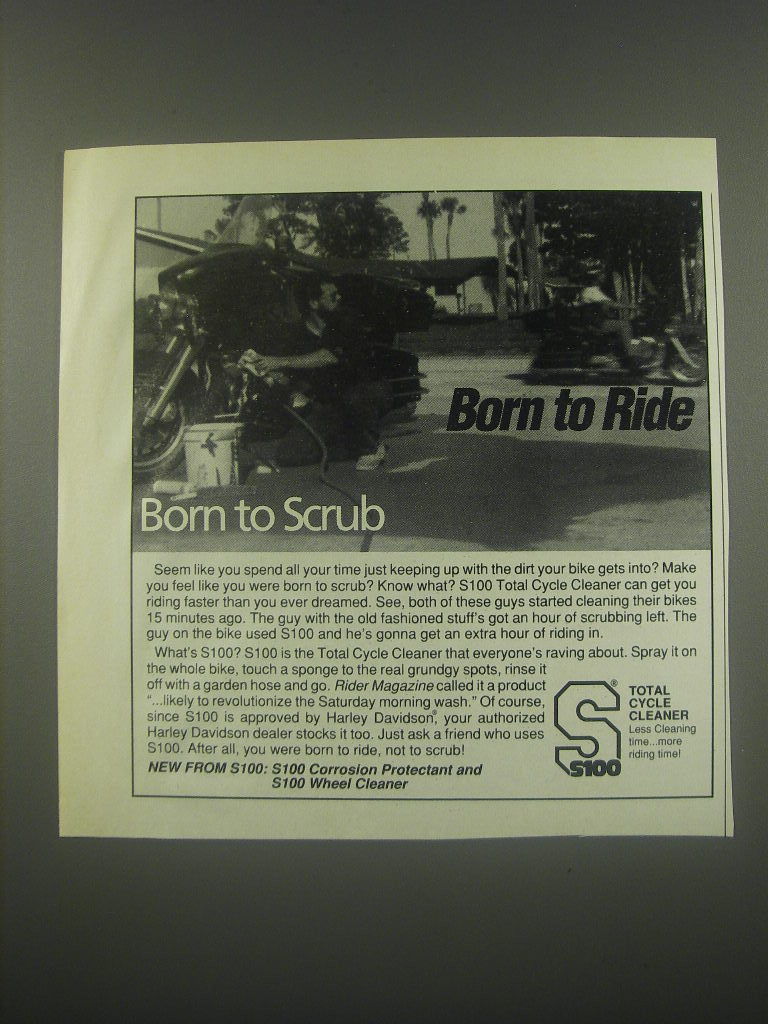 Born to Ride
Born to Scrub
Seem like you spend all your time just keeping up with the dirt your bike gets into? Make
you feel like you were born to scrub? Know what? S100 Total Cycle Cleaner can get you
riding faster than you ever dreamed. See, both of these guys started cleaning their bikes
15 minutes ago. The guy with the old fashioned stuff's got an hour of scrubbing left. The
guy on the bike used S100 and he's gonna get an extra hour of riding in.
What's S100? S100 is the Total Cycle Cleaner that everyone's raving about. Spray it on
the whole bike, touch a sponge to the real grundgy spots, rinse it
off with a garden hose and go. Rider Magazine called it a product
"...likely to revolutionize the Saturday morning wash." Of course,
since S100 is approved by Harley Davidson®, your authorized
Harley Davidson dealer stocks it too. Just ask a friend who uses
S100. After all, you were born to ride, not to scrub!
NEW FROM S100: S100 Corrosion Protectant and
S100 Wheel Cleaner
S®
S100
TOTAL
CYCLE
CLEANER
Less Cleaning
time...more
riding time!